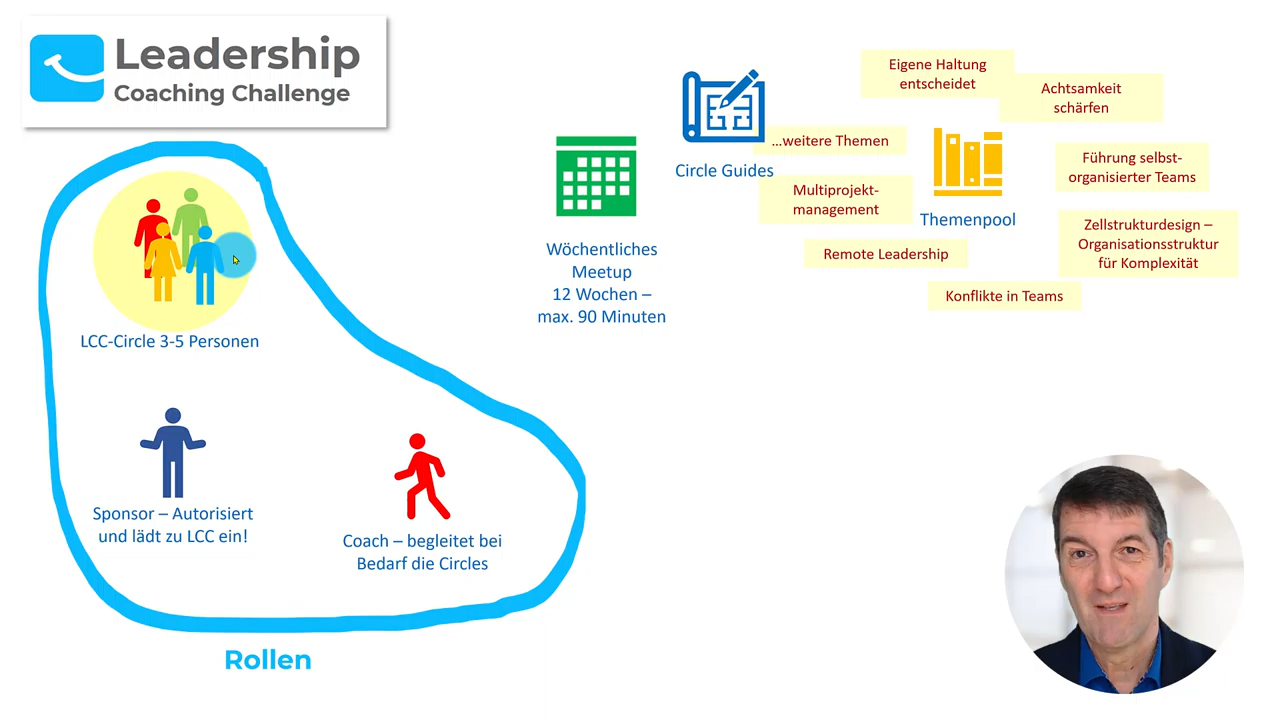 Leadership
Coaching Challenge
LCC-Circle 3-5 Personen
Sponsor – Autorisiert
und lädt zu LCC ein!
Coach – begleitet bei
Bedarf die Circles
Rollen
Wöchentliches
Meetup
12 Wochen –
max. 90 Minuten
Circle Guides
Themenpool
Eigene Haltung
entscheidet
Achtsamkeit
schärfen
...weitere Themen
Führung selbst-
organisierter Teams
Multiprojekt-
management
Zellstrukturdesign –
Organisationsstruktur
für Komplexität
Remote Leadership
Konflikte in Teams